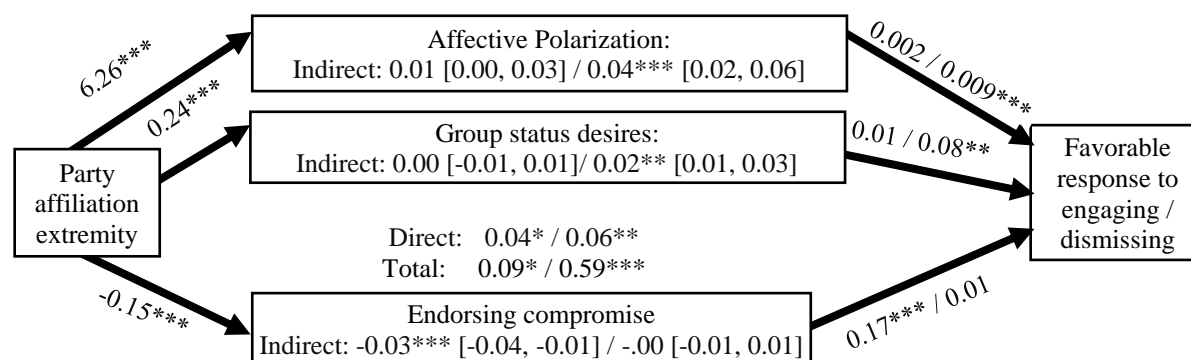 Affective Polarization:
Indirect: 0.01 [0.00, 0.03] / 0.04*** [0.02, 0.06]
6.26***
0.002 / 0.009***
0.24***
Group status desires:
Indirect: 0.00 [-0.01, 0.01]/ 0.02** [0.01, 0.03]
0.01 / 0.08**
Party
affiliation
extremity
Favorable
response to
engaging /
dismissing
Direct: 0.04* / 0.06**
Total: 0.09* / 0.59***
-0.15***
Endorsing compromise
Indirect: -0.03*** [-0.04, -0.01] / -.00 [-0.01, 0.01]
0.17*** / 0.01